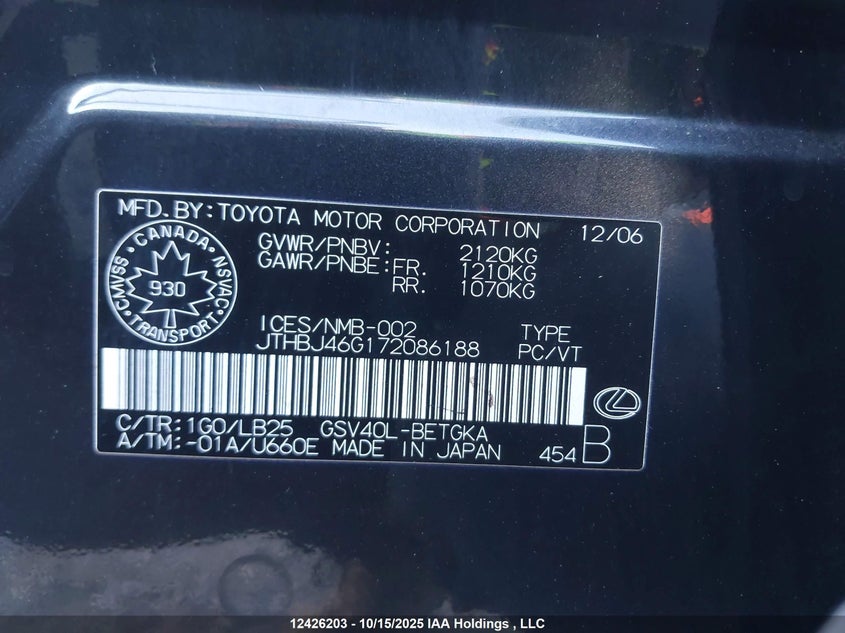 MFD.BY:TOYOTA MOTOR CORPORATION 12/06
GVWR/PNBV: 2120KG
GAWR/PNBE:FR. 1210KG
RR. 1070KG
CANADA
CMVSS
NSVAC
930
TRANSPORT
ICES/NMB-002 TYPE
JTHBJ46G172086188 PC/VT
C/TR:1G0/LB25 GSV40L-BETGKA
A/TM:-01A/U660E MADE IN JAPAN 454 B
12426203 - 10/15/2025 IAA Holdings , LLC